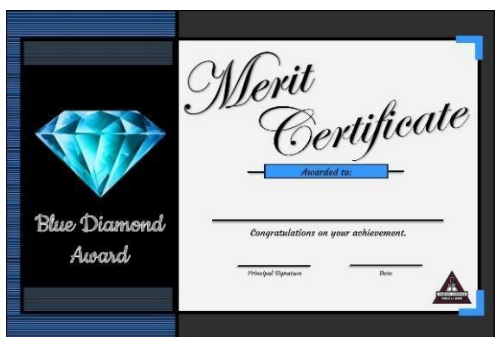 Merit
Certificate
Awarded to:
Blue Diamond
Award
Congratulations on your achievement.
Principal Signature
Date